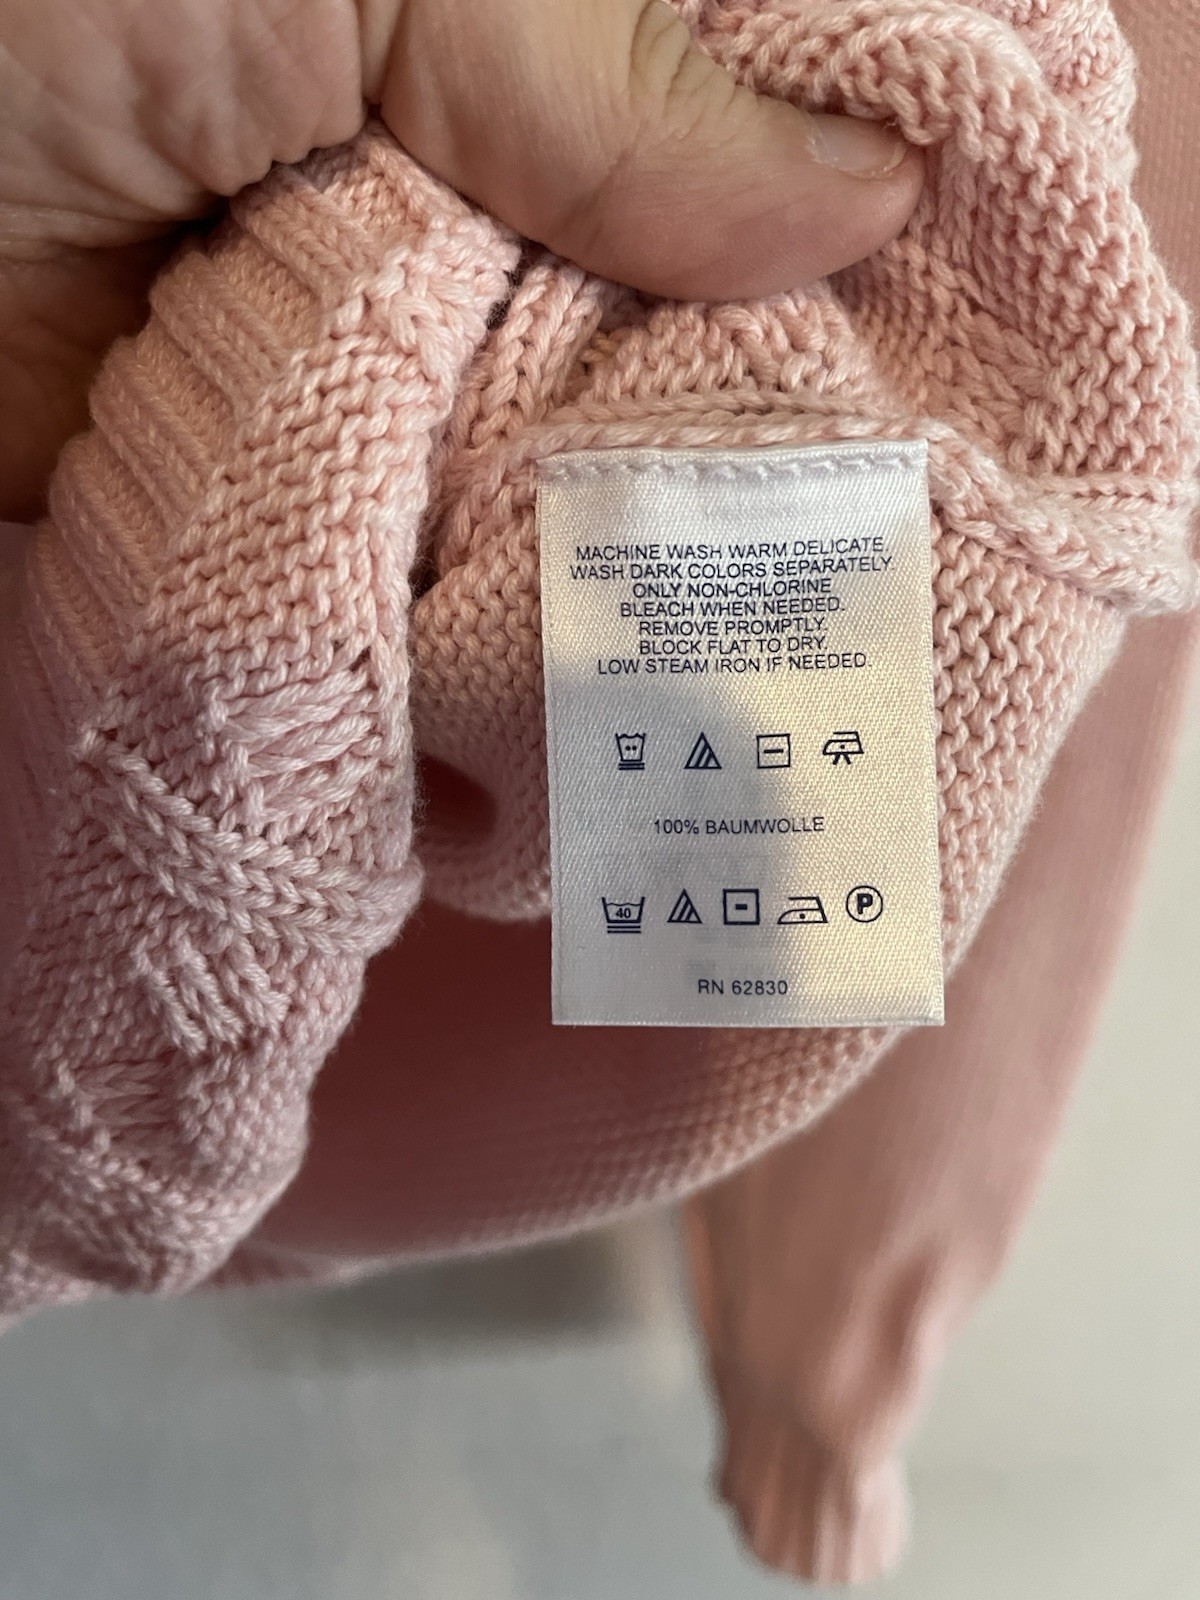 MACHINE WASH WARM DELICATE.
WASH DARK COLORS SEPARATELY.
ONLY NON-CHLORINE
BLEACH WHEN NEEDED.
REMOVE PROMPTLY.
BLOCK FLAT TO DRY.
LOW STEAM IRON IF NEEDED.
100% BAUMWOLLE
40 P
RN 62830